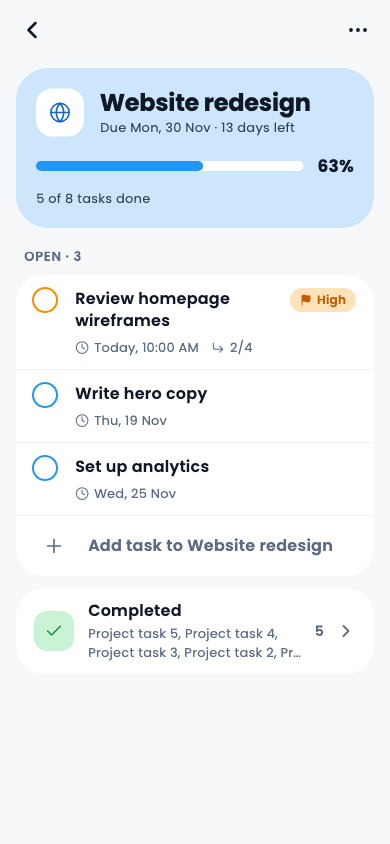 Website redesign
Due Mon, 30 Nov · 13 days left
63%
5 of 8 tasks done
OPEN · 3
Review homepage
wireframes
High
Today, 10:00 AM 2/4
Write hero copy
Thu, 19 Nov
Set up analytics
Wed, 25 Nov
Add task to Website redesign
Completed
Project task 5, Project task 4,
Project task 3, Project task 2, Pr…
5